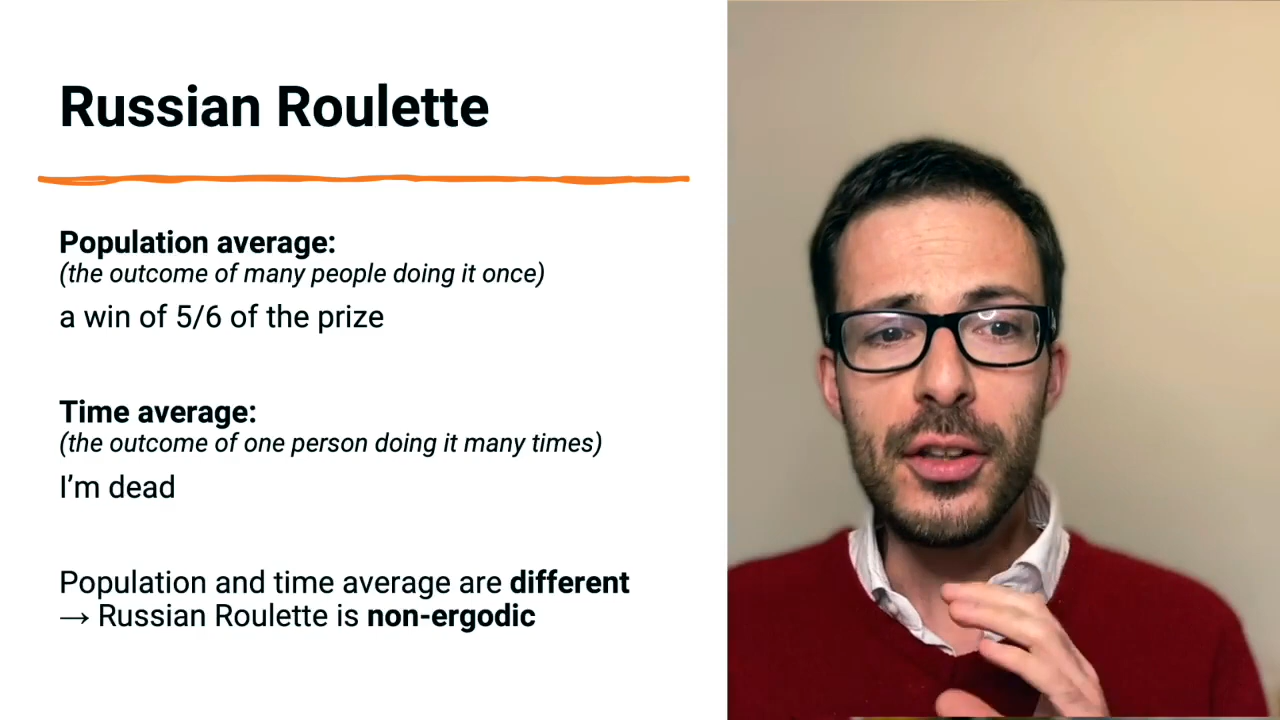 Russian Roulette
Population average:
(the outcome of many people doing it once)
a win of 5/6 of the prize
Time average:
(the outcome of one person doing it many times)
I'm dead
Population and time average are different
→ Russian Roulette is non-ergodic